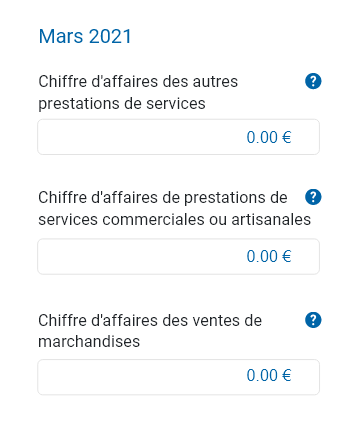 Mars 2021
Chiffre d'affaires des autres
prestations de services
0.00 €
Chiffre d'affaires de prestations de
services commerciales ou artisanales
0.00 €
Chiffre d'affaires des ventes de
marchandises
0.00 €